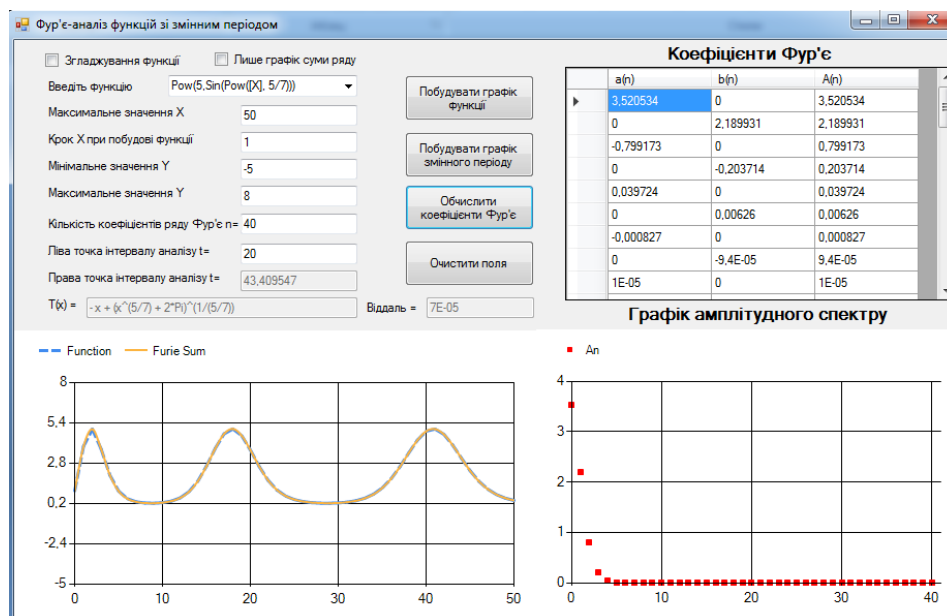 Фур'є-аналіз функцій зі змінним періодом
Згладжування функції
Лише графік суми ряду
Введіть функцію
Pow(5,Sin(Pow([X], 5/7)))
Максимальне значення X
50
Крок X при побудові функції
1
Мінімальне значення Y
-5
Максимальне значення Y
8
Кількість коефіцієнтів ряду Фур'є n=
40
Ліва точка інтервалу аналізу t=
20
Права точка інтервалу аналізу t=
43,409547
T(x) =
-x + (x^(5/7) + 2*Pi)^(1/(5/7))
Віддаль =
7E-05
Побудувати графік
функції
Побудувати графік
змінного періоду
Обчислити
коефіцієнти Фур'є
Очистити поля
Коефіцієнти Фур'є
a(n) b(n) A(n)
3,520534 0 3,520534
0 2,189931 2,189931
-0,799173 0 0,799173
0 -0,203714 0,203714
0,039724 0 0,039724
0 0,00626 0,00626
-0,000827 0 0,000827
0 -9,4E-05 9,4E-05
1E-05 0 1E-05
Графік амплітудного спектру
Function
Furie Sum
8
5,4
2,8
0,2
-2,4
-5
0 10 20 30 40 50
An
4
3
2
1
0
0 10 20 30 40